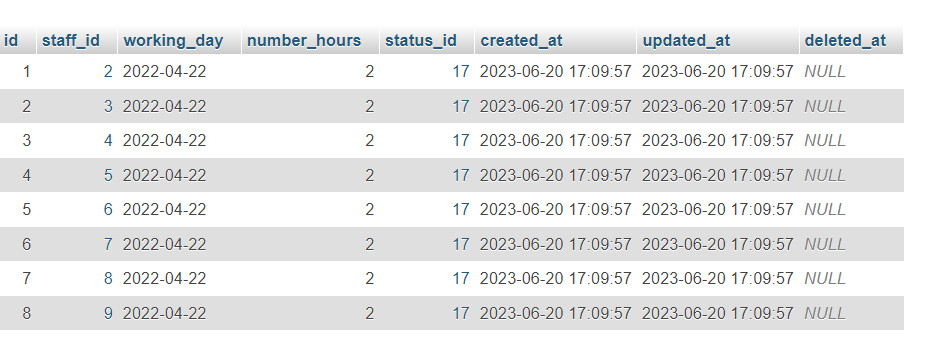 id staff_id working_day number_hours status_id created_at updated_at deleted_at
1 2 2022-04-22 2 17 2023-06-20 17:09:57 2023-06-20 17:09:57 NULL
2 3 2022-04-22 2 17 2023-06-20 17:09:57 2023-06-20 17:09:57 NULL
3 4 2022-04-22 2 17 2023-06-20 17:09:57 2023-06-20 17:09:57 NULL
4 5 2022-04-22 2 17 2023-06-20 17:09:57 2023-06-20 17:09:57 NULL
5 6 2022-04-22 2 17 2023-06-20 17:09:57 2023-06-20 17:09:57 NULL
6 7 2022-04-22 2 17 2023-06-20 17:09:57 2023-06-20 17:09:57 NULL
7 8 2022-04-22 2 17 2023-06-20 17:09:57 2023-06-20 17:09:57 NULL
8 9 2022-04-22 2 17 2023-06-20 17:09:57 2023-06-20 17:09:57 NULL